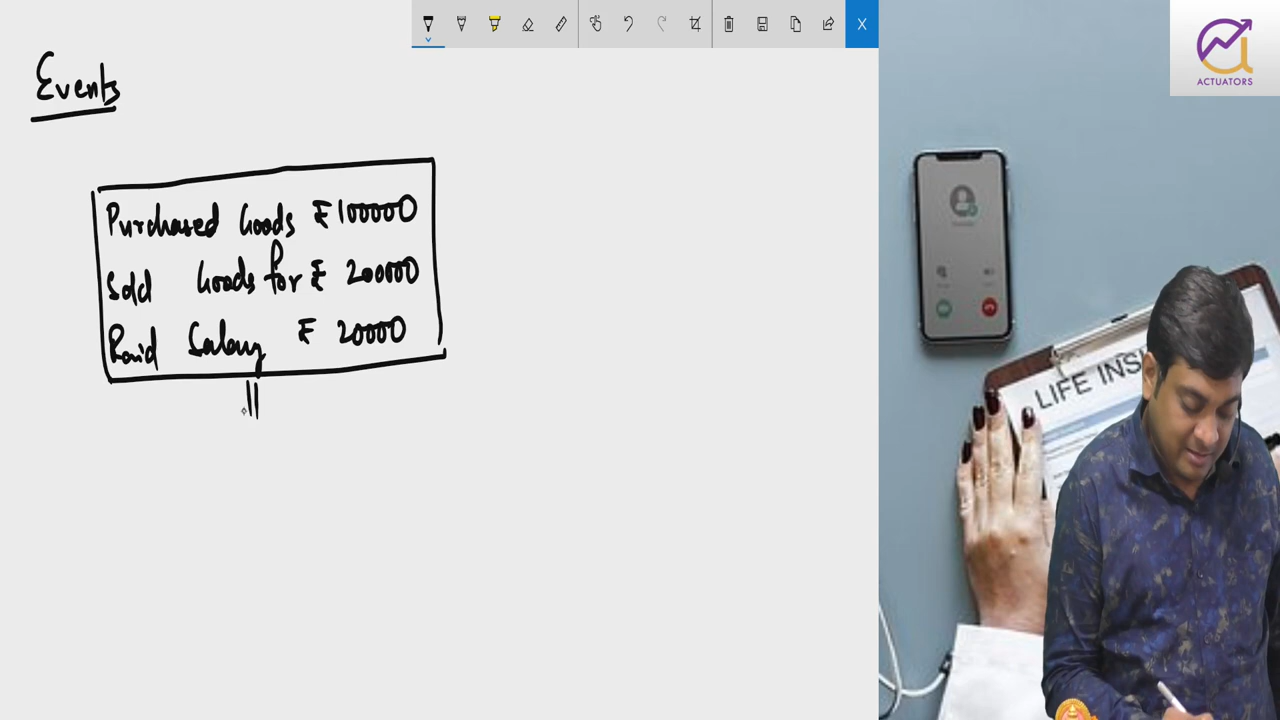 Events
Purchased Goods ₹ 100000
Sold Goods for ₹ 200000
Paid Salary ₹ 20000
ACTUATORS
LIFE INS